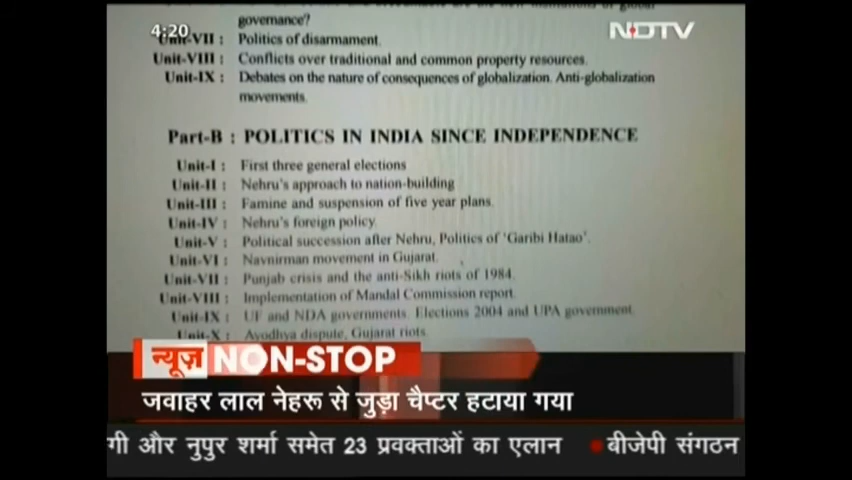 governance?
4:20
NDTV
Unit-VII : Politics of disarmament.
Unit-VIII : Conflicts over traditional and common property resources.
Unit-IX : Debates on the nature of consequences of globalization. Anti-globalization
movements.
Part-B : POLITICS IN INDIA SINCE INDEPENDENCE
Unit-I : First three general elections
Unit-II : Nehru's approach to nation-building
Unit-III : Famine and suspension of five year plans.
Unit-IV : Nehru's foreign policy.
Unit-V : Political succession after Nehru, Politics of 'Garibi Hatao'.
Unit-VI : Navnirman movement in Gujarat.
Unit-VII : Punjab crisis and the anti-Sikh riots of 1984.
Unit-VIII : Implementation of Mandal Commission report.
Unit-IX : UF and NDA governments. Elections 2004 and UPA government.
Unit-X : Ayodhya dispute, Gujarat riots.
न्यूज़ NON-STOP
जवाहर लाल नेहरू से जुड़ा चैप्टर हटाया गया
गी और नुपुर शर्मा समेत 23 प्रवक्ताओं का एलान ▪ बीजेपी संगठन